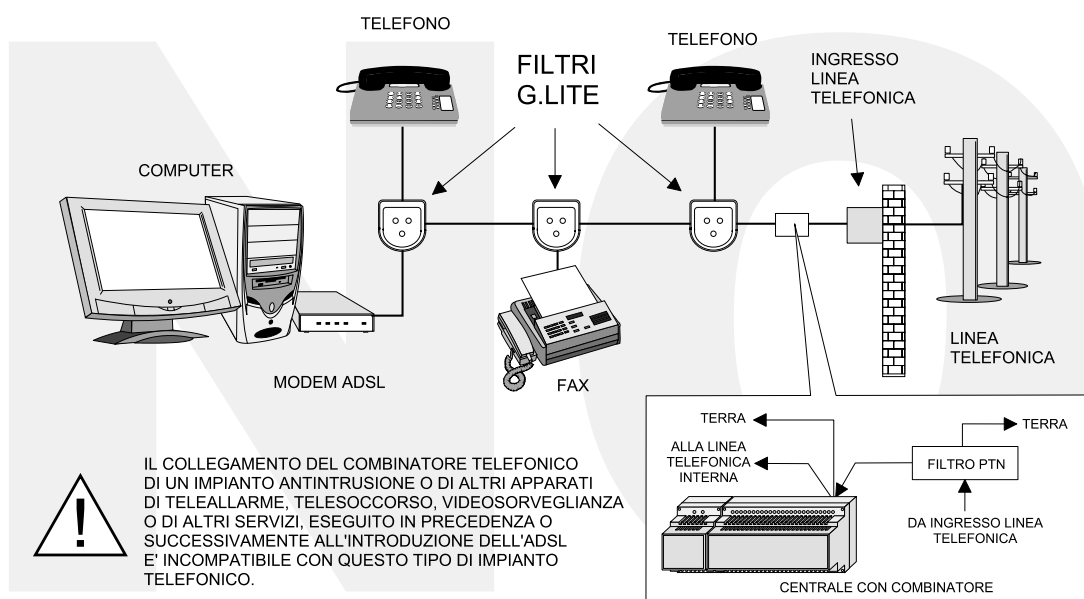 TELEFONO
TELEFONO
FILTRI
G.LITE
INGRESSO
LINEA
TELEFONICA
COMPUTER
MODEM ADSL
FAX
LINEA
TELEFONICA
IL COLLEGAMENTO DEL COMBINATORE TELEFONICO
DI UN IMPIANTO ANTINTRUSIONE O DI ALTRI APPARATI
DI TELEALLARME, TELESOCCORSO, VIDEOSORVEGLIANZA
O DI ALTRI SERVIZI, ESEGUITO IN PRECEDENZA O
SUCCESSIVAMENTE ALL'INTRODUZIONE DELL'ADSL
E' INCOMPATIBILE CON QUESTO TIPO DI IMPIANTO
TELEFONICO.
!
TERRA
TERRA
ALLA LINEA
TELEFONICA
INTERNA
FILTRO PTN
DA INGRESSO LINEA
TELEFONICA
CENTRALE CON COMBINATORE
NO